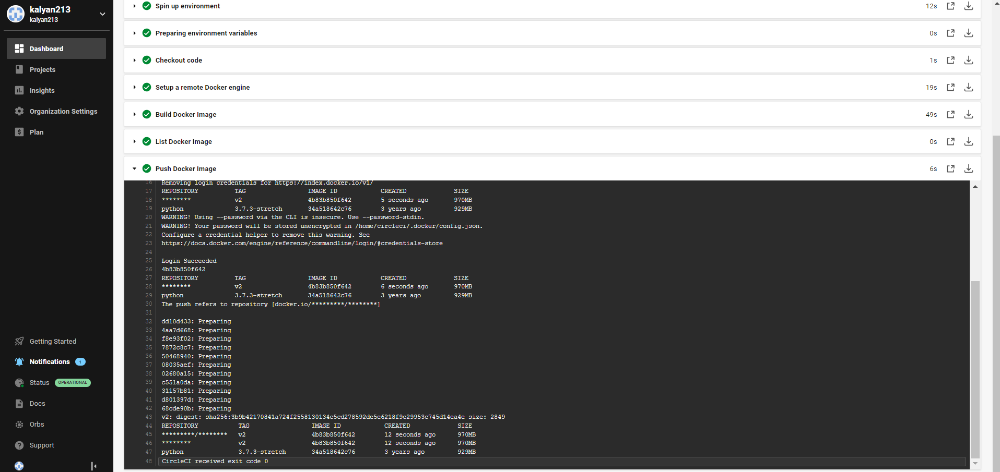 kalyan213
kalyan213
Dashboard
Projects
Insights
Organization Settings
Plan
Getting Started
Notifications 1
Status OPERATIONAL
Docs
Orbs
Support
Spin up environment 12s
Preparing environment variables 0s
Checkout code 1s
Setup a remote Docker engine 19s
Build Docker Image 49s
List Docker Image 0s
Push Docker Image 6s
16 Removing login credentials for https://index.docker.io/v1/
17 REPOSITORY TAG IMAGE ID CREATED SIZE
18 ******** v2 4b83b850f642 5 seconds ago 970MB
19 python 3.7.3-stretch 34a518642c76 3 years ago 929MB
20 WARNING! Using --password via the CLI is insecure. Use --password-stdin.
21 WARNING! Your password will be stored unencrypted in /home/circleci/.docker/config.json.
22 Configure a credential helper to remove this warning. See
23 https://docs.docker.com/engine/reference/commandline/login/#credentials-store
24
25 Login Succeeded
26 4b83b850f642
27 REPOSITORY TAG IMAGE ID CREATED SIZE
28 ******** v2 4b83b850f642 6 seconds ago 970MB
29 python 3.7.3-stretch 34a518642c76 3 years ago 929MB
30 The push refers to repository [docker.io/*********/********]
31
32 dd10d433: Preparing
33 4aa7d668: Preparing
34 f8e93f02: Preparing
35 7872c8c7: Preparing
36 50468940: Preparing
37 08035aef: Preparing
38 02680a15: Preparing
39 c551a0da: Preparing
40 31157b81: Preparing
41 d801397d: Preparing
42 68cde90b: Preparing
43 v2: digest: sha256:3b9b42170841a724f2558130134c5cd278592de5e6218f9c29953c745d14ea4e size: 2849
44 REPOSITORY TAG IMAGE ID CREATED SIZE
45 *********/******** v2 4b83b850f642 12 seconds ago 970MB
46 ******** v2 4b83b850f642 12 seconds ago 970MB
47 python 3.7.3-stretch 34a518642c76 3 years ago 929MB
48 CircleCI received exit code 0